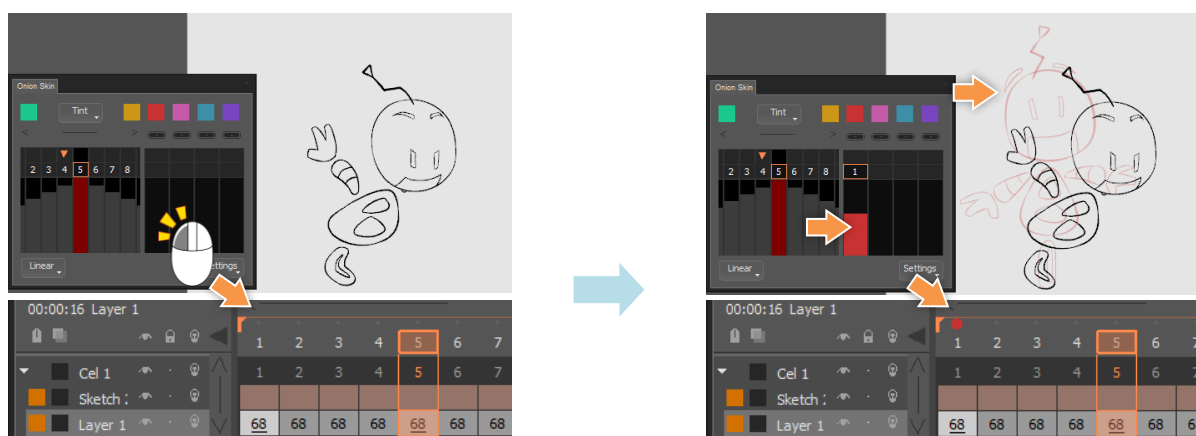 Onion Skin
Tint
< >
2 3 4 5 6 7 8
Linear
ettings
00:00:16 Layer 1
1 2 3 4 5 6 7
Cel 1 1 2 3 4 5 6 7
Sketch
Layer 1 68 68 68 68 68 68 68
Onion Skin
Tint
< >
2 3 4 5 6 7 8 1
Linear Settings
00:00:16 Layer 1
1 2 3 4 5 6 7
Cel 1 1 2 3 4 5 6 7
Sketch
Layer 1 68 68 68 68 68 68 6